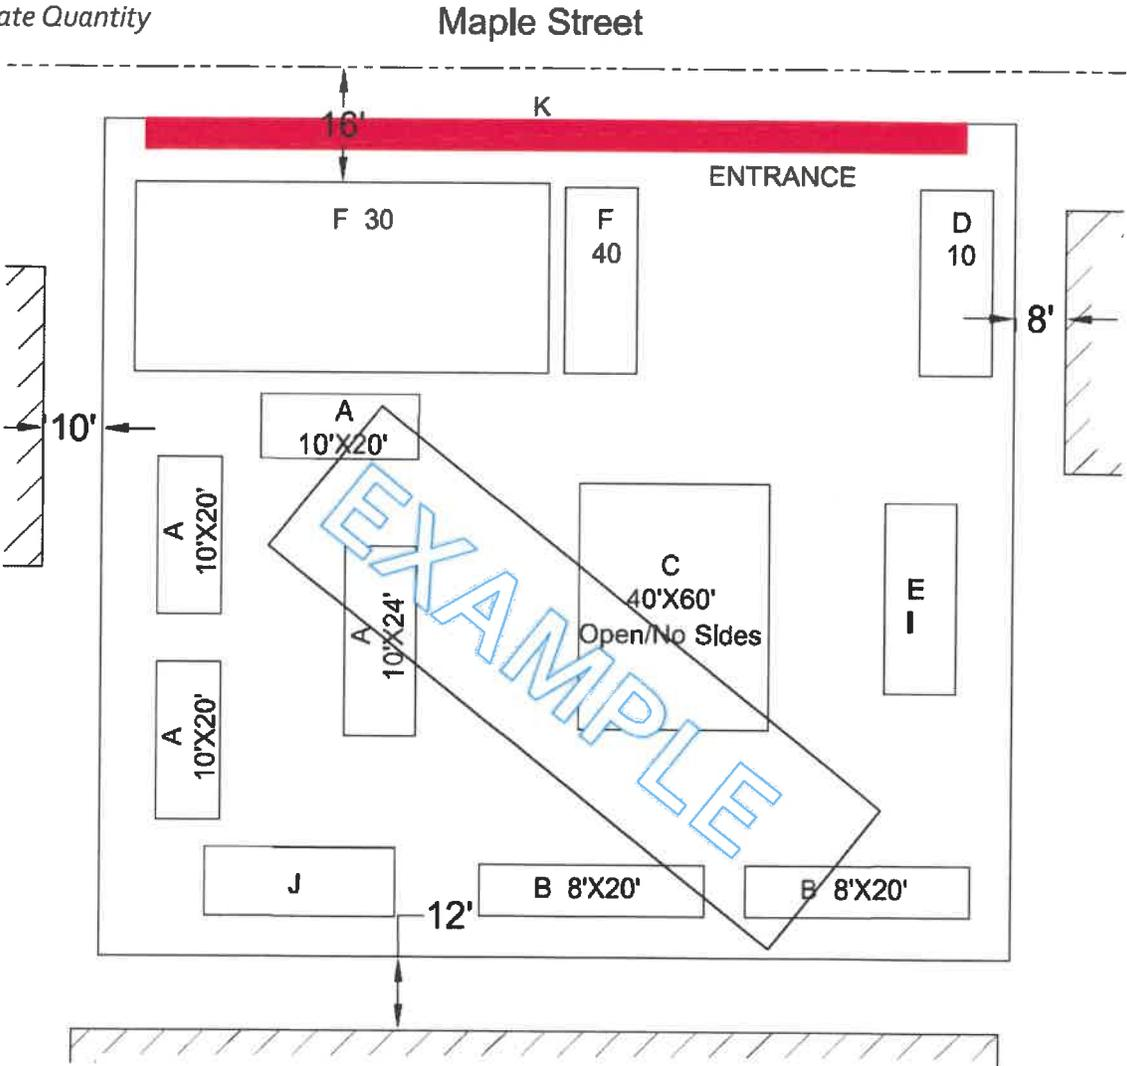 ate Quantity
Maple Street
K
16'
ENTRANCE
F 30
F
40
D
10
8'
10'
A
10'X20'
A
10'X20'
C
40'X60'
Open/No Sides
E
I
A
10'X24'
A
10'X20'
EXAMPLE
J
B 8'X20'
B 8'X20'
12'